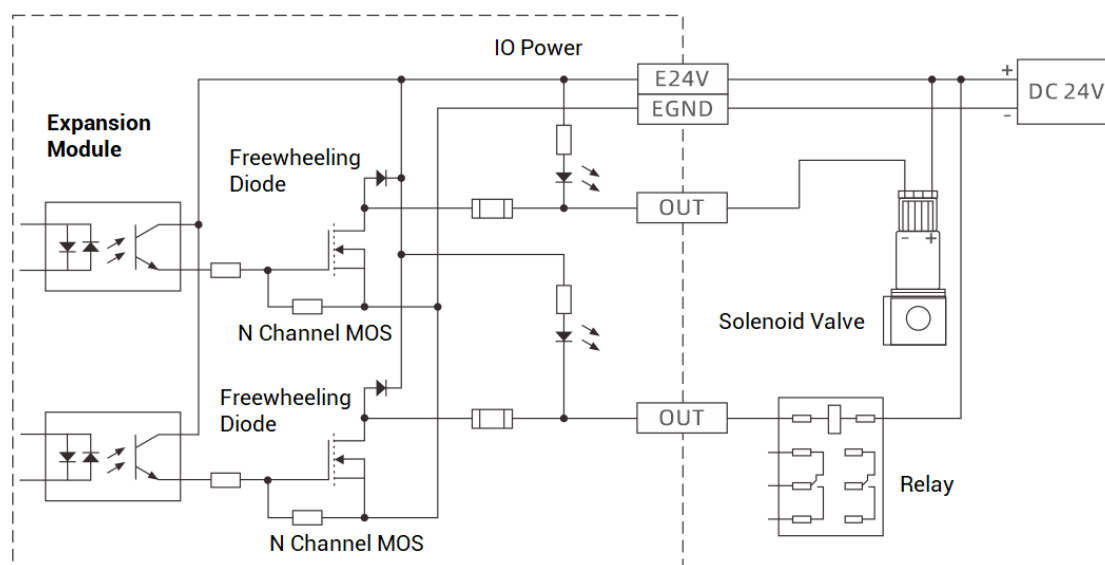 IO Power
E24V
+
DC 24V
EGND
-
Expansion
Module
Freewheeling
Diode
OUT
- +
Solenoid Valve
N Channel MOS
Freewheeling
Diode
OUT
Relay
N Channel MOS